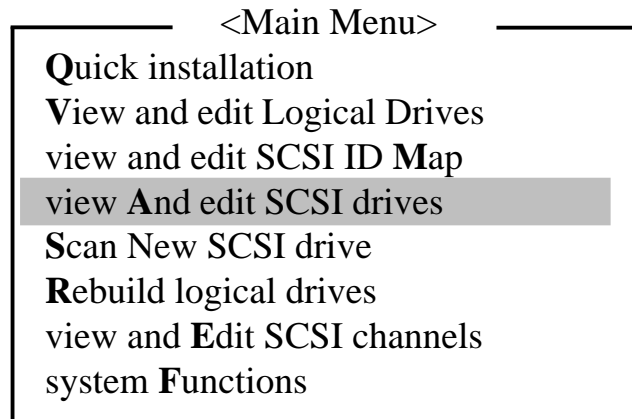 <Main Menu>
Quick installation
View and edit Logical Drives
view and edit SCSI ID Map
view And edit SCSI drives
Scan New SCSI drive
Rebuild logical drives
view and Edit SCSI channels
system Functions